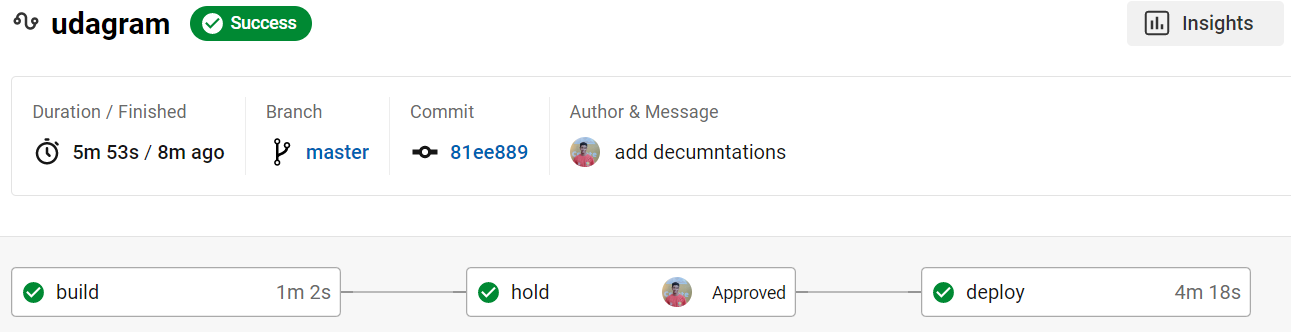 udagram Success Insights
Duration / Finished Branch Commit Author & Message
5m 53s / 8m ago master 81ee889 add decumntations
build 1m 2s hold Approved deploy 4m 18s